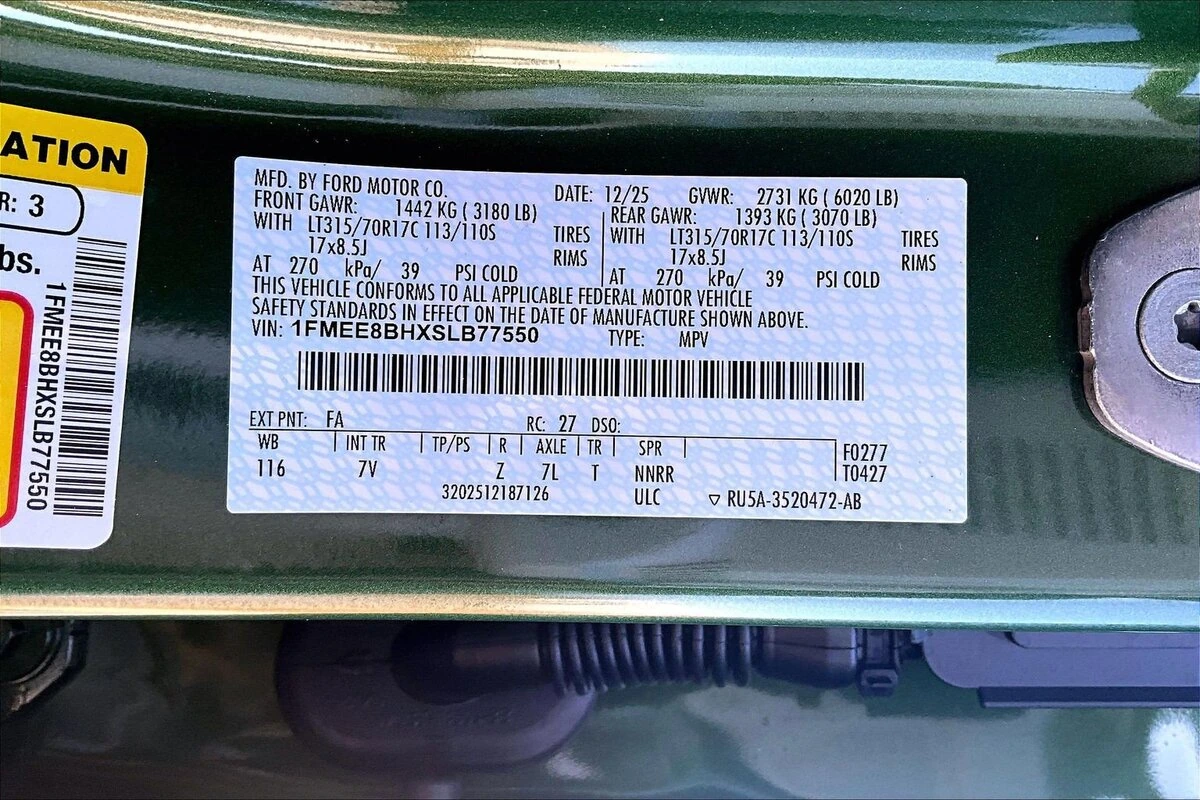 ATION
R: 3
bs.
1FMEE8BHXSLB77550
MFD. BY FORD MOTOR CO. DATE: 12/25 GVWR: 2731 KG ( 6020 LB)
FRONT GAWR: 1442 KG ( 3180 LB) REAR GAWR: 1393 KG ( 3070 LB)
WITH LT315/70R17C 113/110S TIRES WITH LT315/70R17C 113/110S TIRES
17x8.5J RIMS 17x8.5J RIMS
AT 270 kPa/ 39 PSI COLD AT 270 kPa/ 39 PSI COLD
THIS VEHICLE CONFORMS TO ALL APPLICABLE FEDERAL MOTOR VEHICLE
SAFETY STANDARDS IN EFFECT ON THE DATE OF MANUFACTURE SHOWN ABOVE.
VIN: 1FMEE8BHXSLB77550 TYPE: MPV
EXT PNT: FA RC: 27 DSO:
WB INT TR TP/PS R AXLE TR SPR F0277
116 7V Z 7L T NNRR T0427
3202512187126 ULC ▽ RU5A-3520472-AB